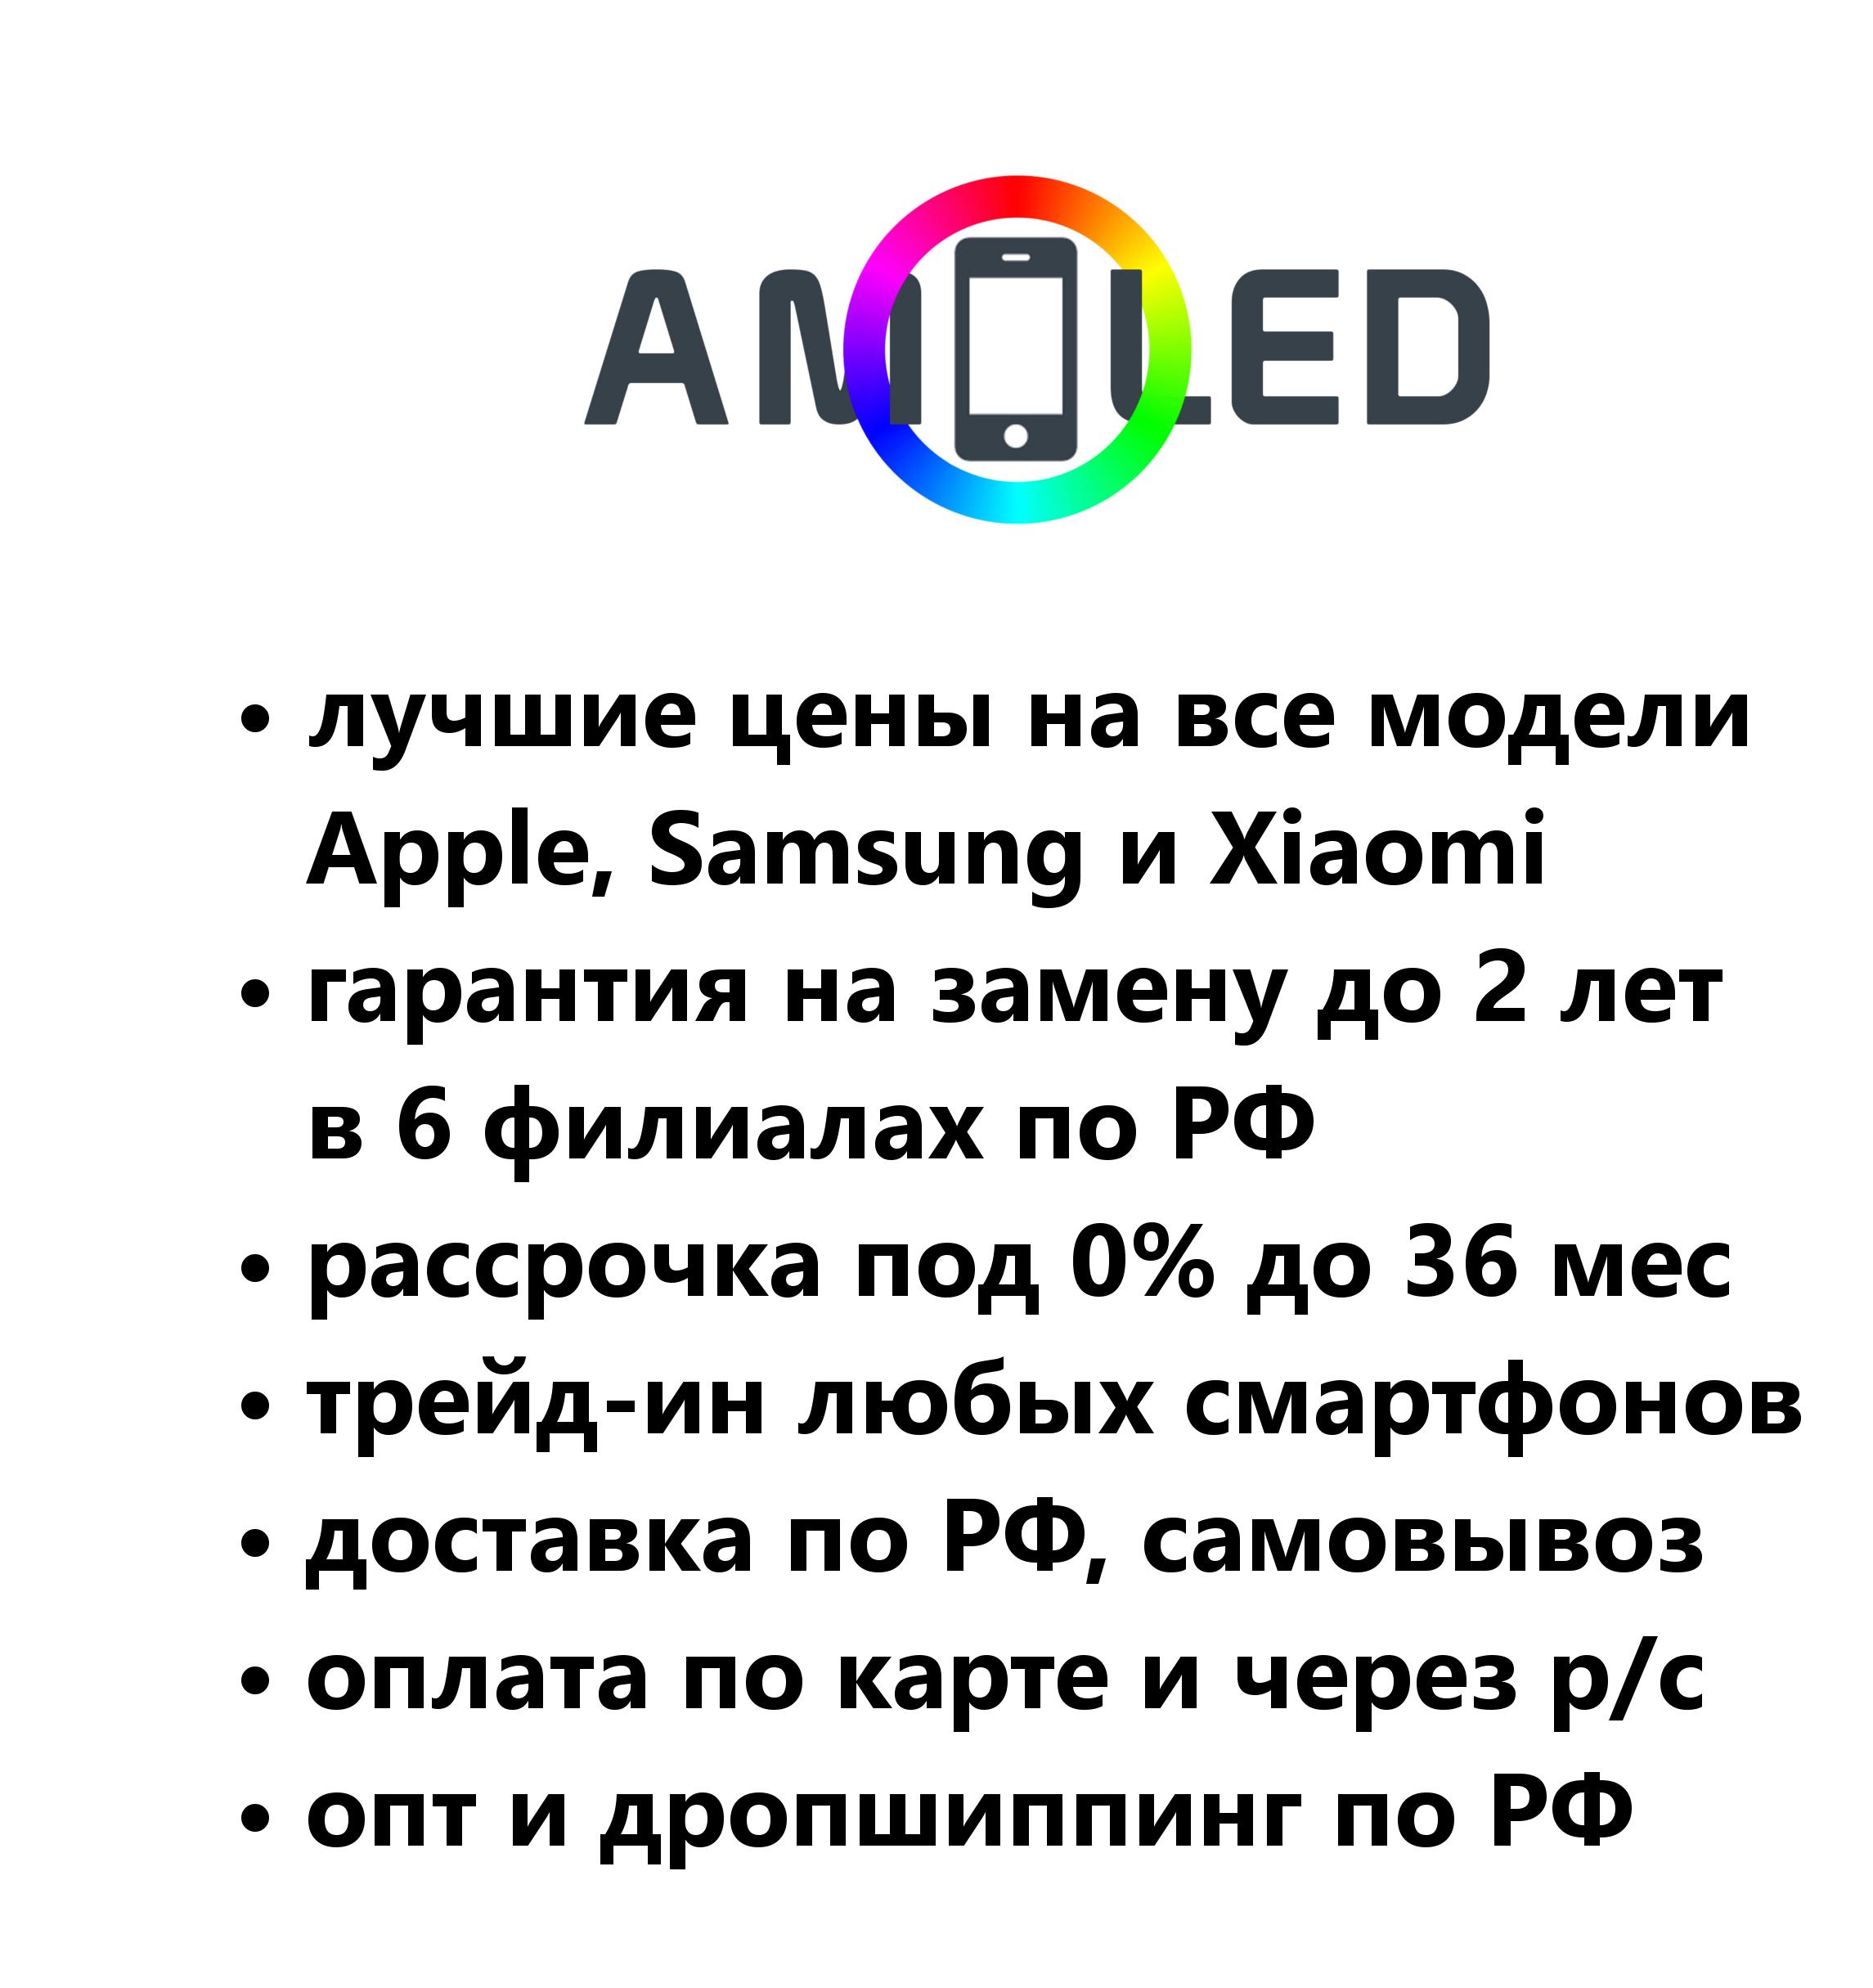 AMOLED
• лучшие цены на все модели
Apple, Samsung и Xiaomi
• гарантия на замену до 2 лет
в 6 филиалах по РФ
• рассрочка под 0% до 36 мес
• трейд-ин любых смартфонов
• доставка по РФ, самовывоз
• оплата по карте и через р/с
• опт и дропшиппинг по РФ